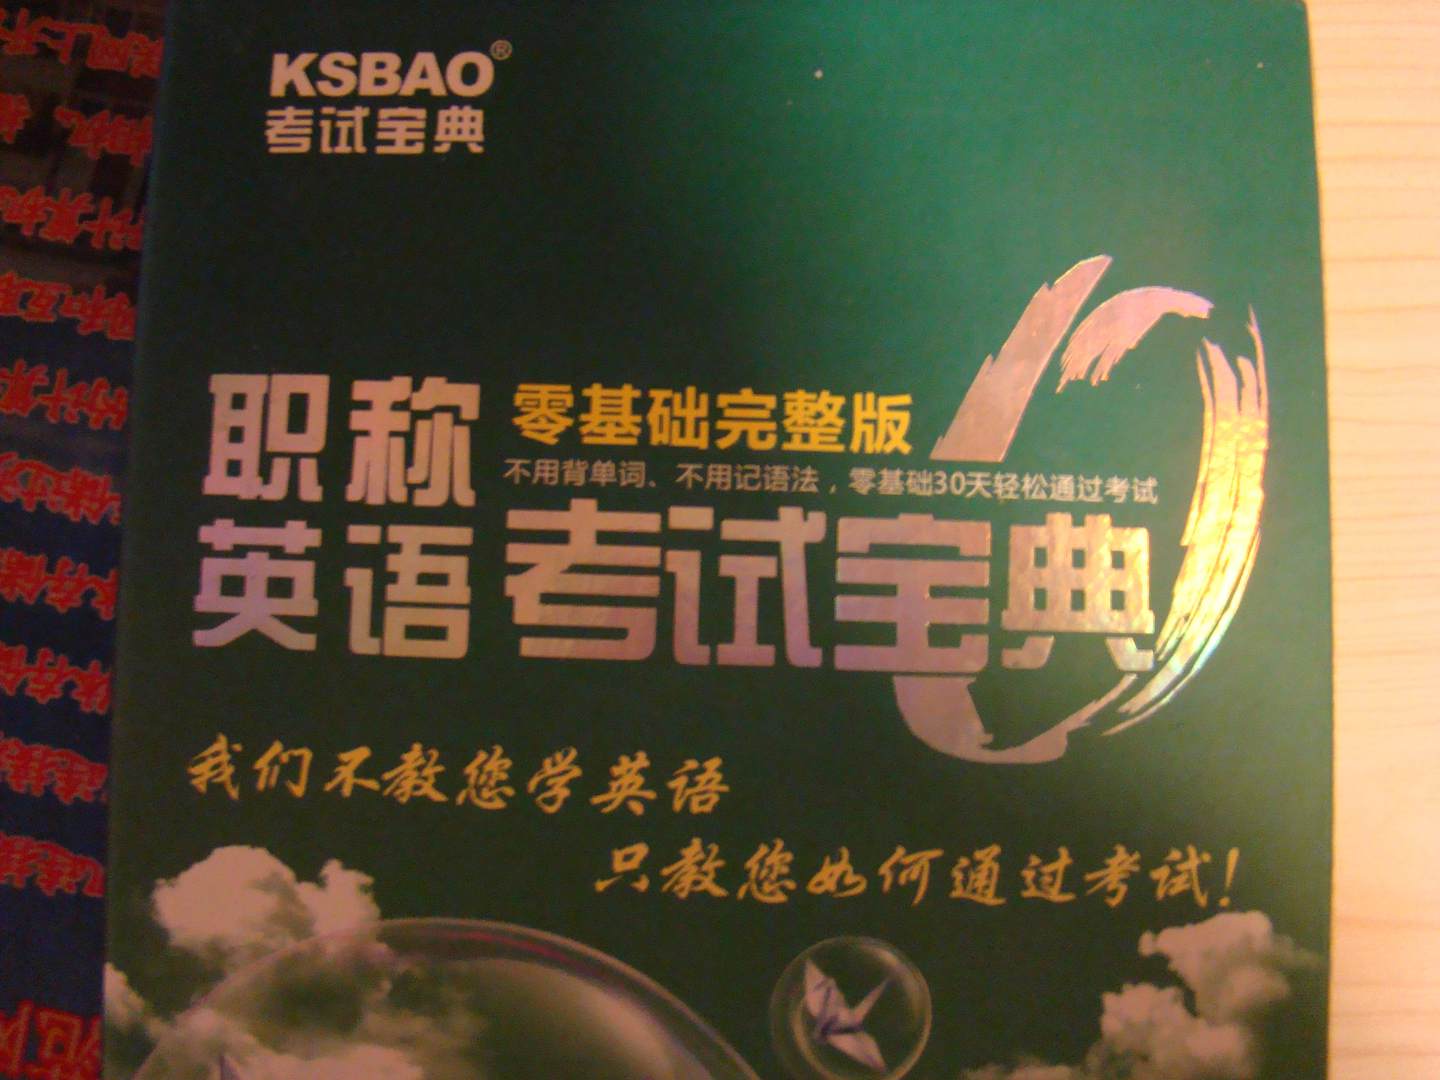 KSBAO®
考试宝典
职称
英语
零基础完整版
不用背单词、不用记语法，零基础30天轻松通过考试
考试宝典
我们不教您学英语
只教您如何通过考试！